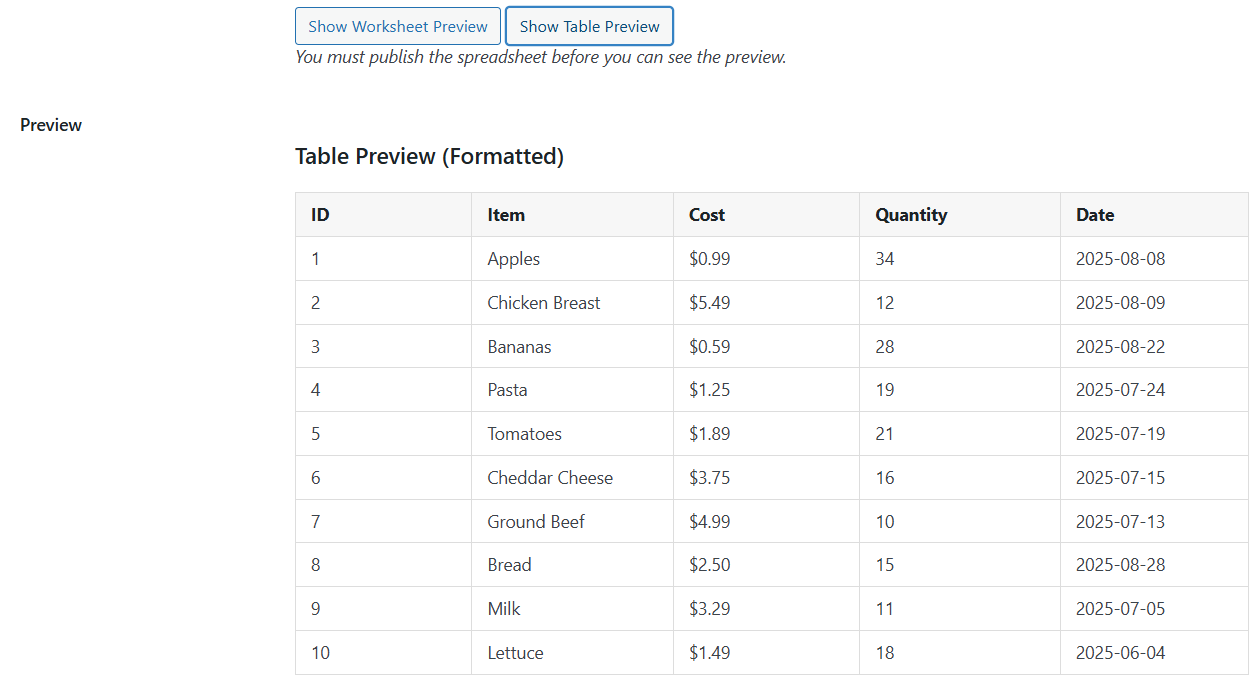 Show Worksheet Preview Show Table Preview
You must publish the spreadsheet before you can see the preview.
Preview
Table Preview (Formatted)
ID Item Cost Quantity Date
1 Apples $0.99 34 2025-08-08
2 Chicken Breast $5.49 12 2025-08-09
3 Bananas $0.59 28 2025-08-22
4 Pasta $1.25 19 2025-07-24
5 Tomatoes $1.89 21 2025-07-19
6 Cheddar Cheese $3.75 16 2025-07-15
7 Ground Beef $4.99 10 2025-07-13
8 Bread $2.50 15 2025-08-28
9 Milk $3.29 11 2025-07-05
10 Lettuce $1.49 18 2025-06-04